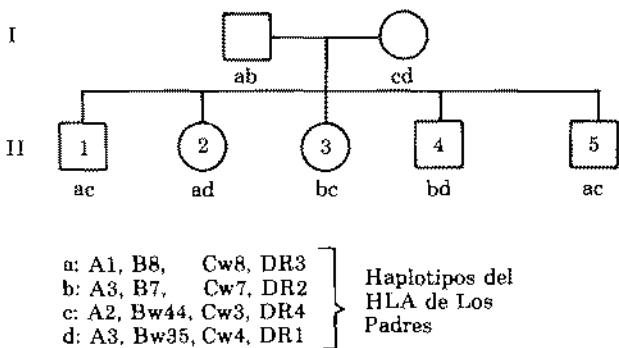 I
ab
cd
II
1
2
3
4
5
ac
ad
bc
bd
ac
a: A1, B8, Cw8, DR3
b: A3, B7, Cw7, DR2
c: A2, Bw44, Cw3, DR4
d: A3, Bw35, Cw4, DR1
Haplotipos del
HLA de Los
Padres